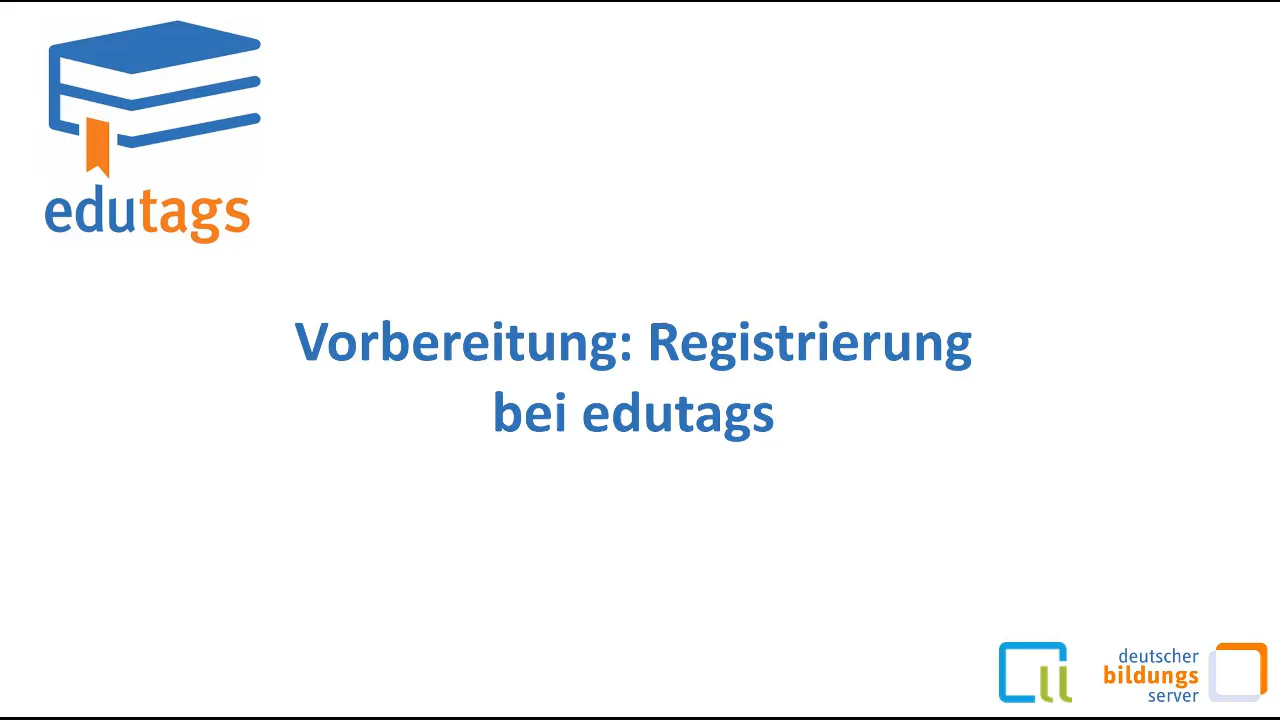 edutags
Vorbereitung: Registrierung
bei edutags
deutscher
bildungs
server